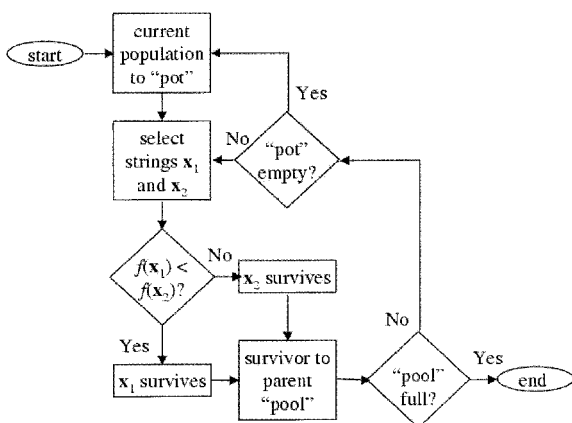 start
current
population
to “pot”
Yes
select
strings x₁
and x₂
No
“pot”
empty?
f(x₁) <
f(x₂)?
No
x₂ survives
Yes
x₁ survives
survivor to
parent
“pool”
No
“pool”
full?
Yes
end